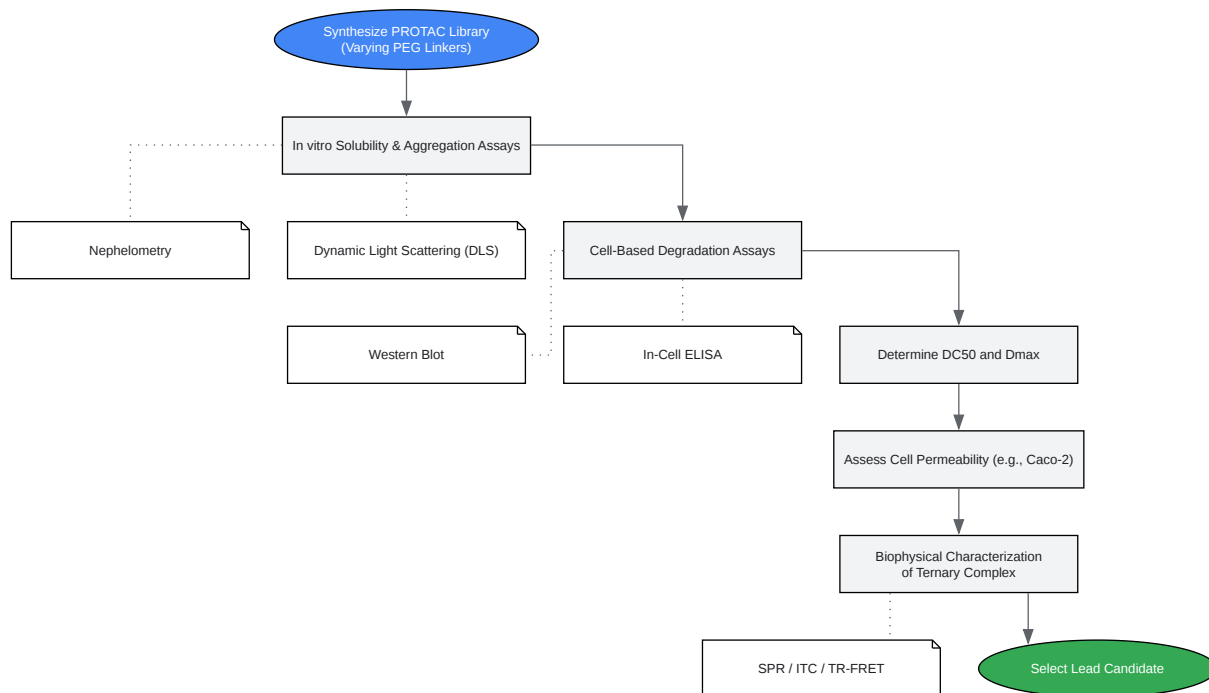 Synthesize PROTAC Library
(Varying PEG Linkers)
In vitro Solubility & Aggregation Assays
Nephelometry
Dynamic Light Scattering (DLS)
Cell-Based Degradation Assays
Western Blot
In-Cell ELISA
Determine DC50 and Dmax
Assess Cell Permeability (e.g., Caco-2)
Biophysical Characterization
of Ternary Complex
SPR / ITC / TR-FRET
Select Lead Candidate